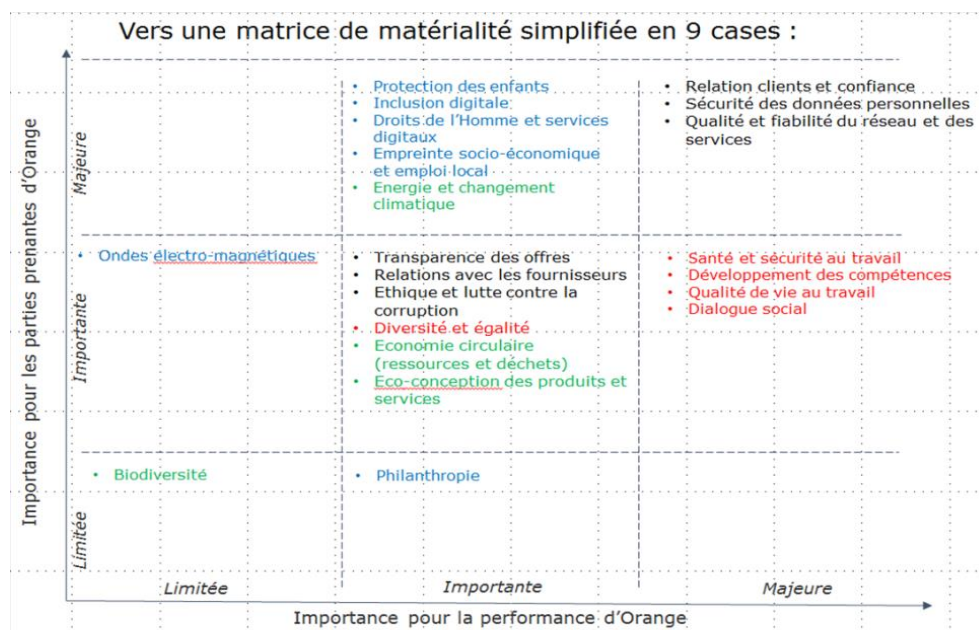 Vers une matrice de matérialité simplifiée en 9 cases :
Importance pour les parties prenantes d'Orange
Majeure
• Protection des enfants
• Inclusion digitale
• Droits de l'Homme et services
digitaux
• Empreinte socio-économique
et emploi local
• Energie et changement
climatique
• Relation clients et confiance
• Sécurité des données personnelles
• Qualité et fiabilité du réseau et des
services
Importante
• Ondes électro-magnétiques
• Transparence des offres
• Relations avec les fournisseurs
• Ethique et lutte contre la
corruption
• Diversité et égalité
• Economie circulaire
(ressources et déchets)
• Eco-conception des produits et
services
• Santé et sécurité au travail
• Développement des compétences
• Qualité de vie au travail
• Dialogue social
Limitée
• Biodiversité
• Philanthropie
Limitée
Importante
Majeure
Importance pour la performance d'Orange